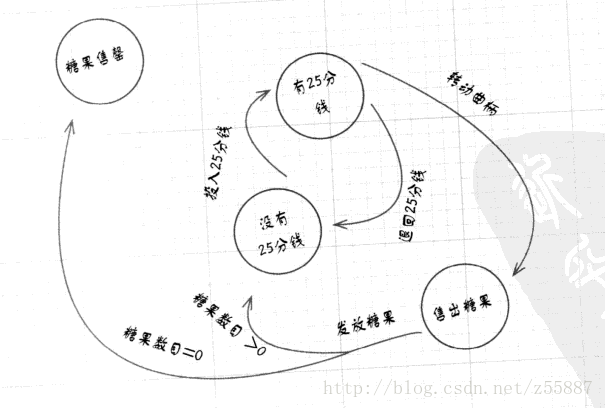 糖果售罄
有25分
钱
转动曲柄
投入25分钱
退回25分钱
没有
25分钱
糖果数目>0
发放糖果
售出糖果
糖果数目=0
http://blog.csdn.net/z55887